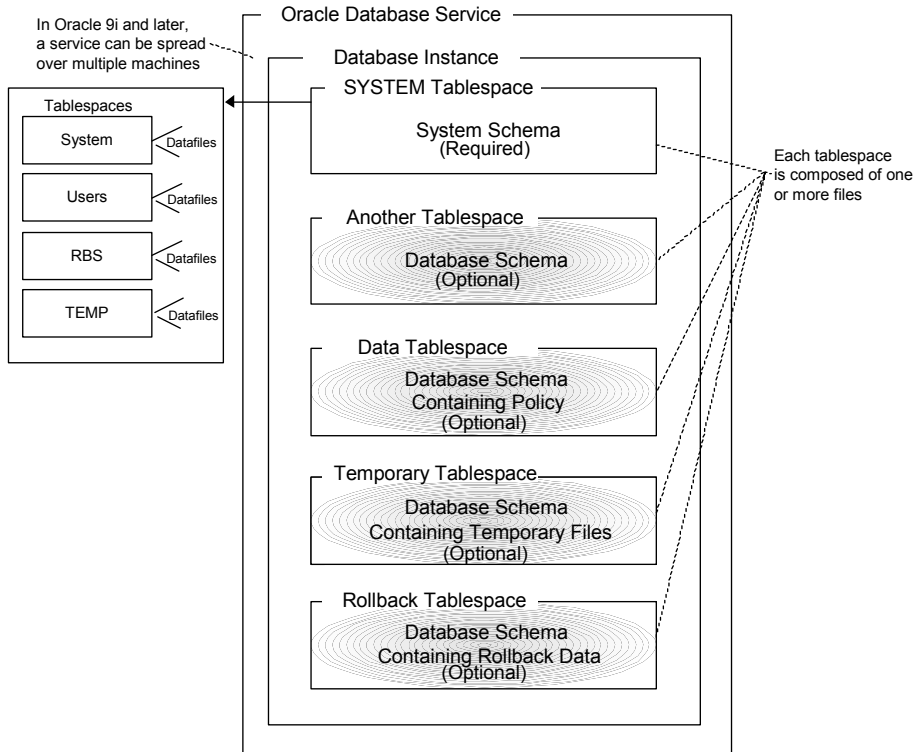 In Oracle 9i and later,
a service can be spread
over multiple machines
Tablespaces
System
Datafiles
Users
Datafiles
RBS
Datafiles
TEMP
Datafiles
Oracle Database Service
Database Instance
SYSTEM Tablespace
System Schema
(Required)
Another Tablespace
Database Schema
(Optional)
Data Tablespace
Database Schema
Containing Policy
(Optional)
Temporary Tablespace
Database Schema
Containing Temporary Files
(Optional)
Rollback Tablespace
Database Schema
Containing Rollback Data
(Optional)
Each tablespace
is composed of one
or more files